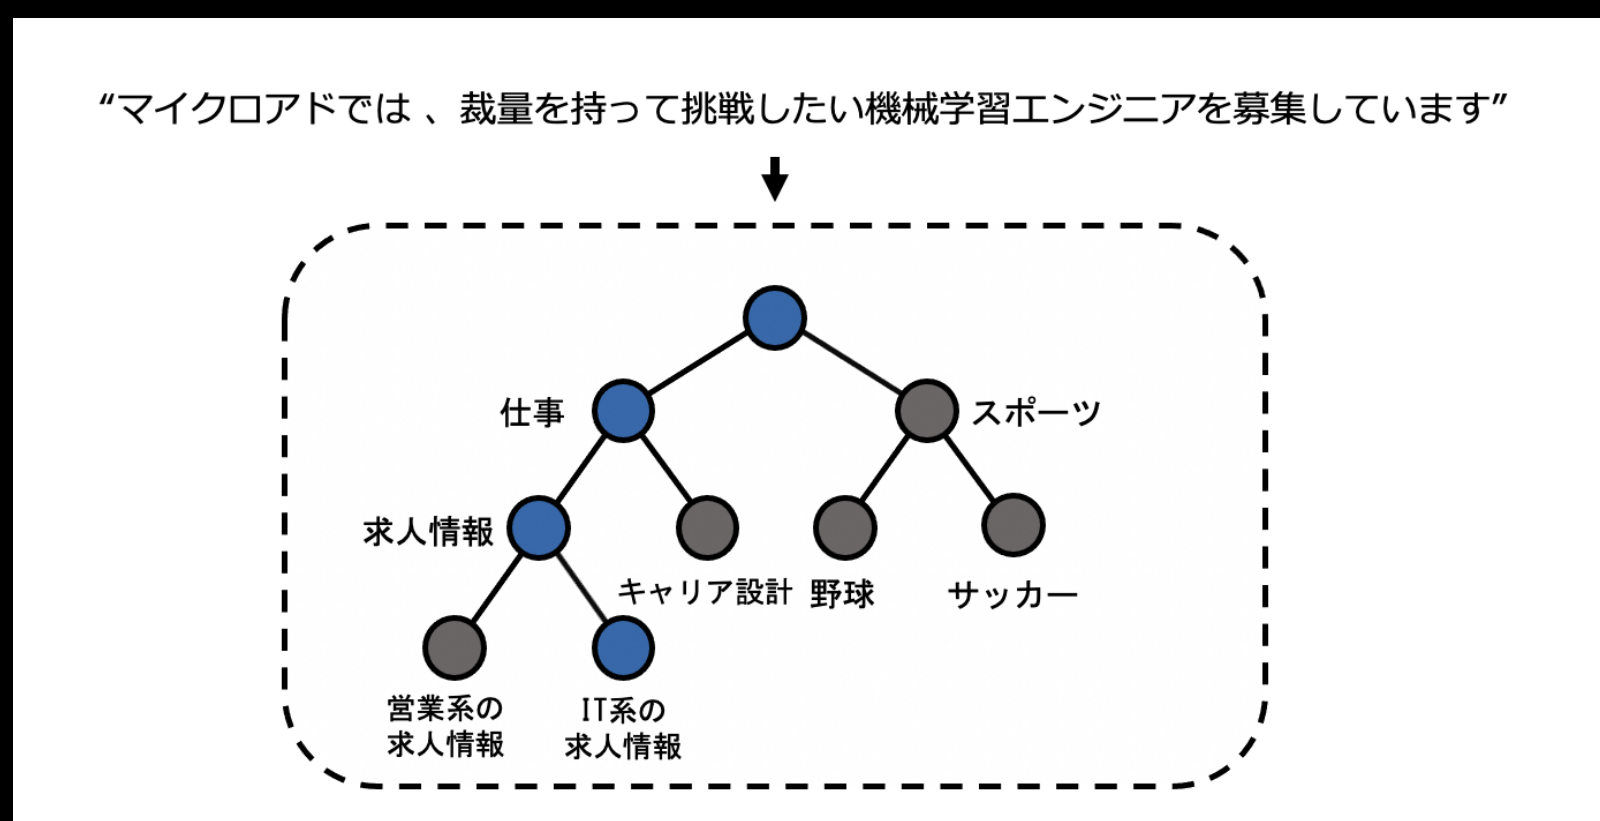 “マイクロアドでは 、裁量を持って挑戦したい機械学習エンジニアを募集しています”
仕事
スポーツ
求人情報
キャリア設計
野球
サッカー
営業系の
求人情報
IT系の
求人情報